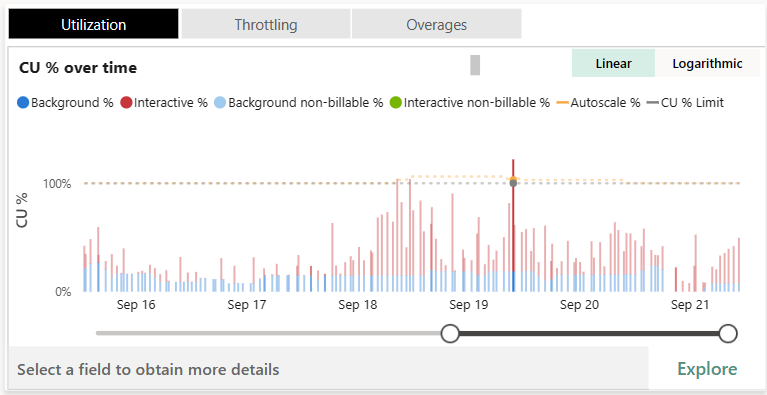 Utilization Throttling Overages
CU % over time Linear Logarithmic
Background % Interactive % Background non-billable % Interactive non-billable % Autoscale % CU % Limit
100%
CU %
0%
Sep 16 Sep 17 Sep 18 Sep 19 Sep 20 Sep 21
Select a field to obtain more details Explore